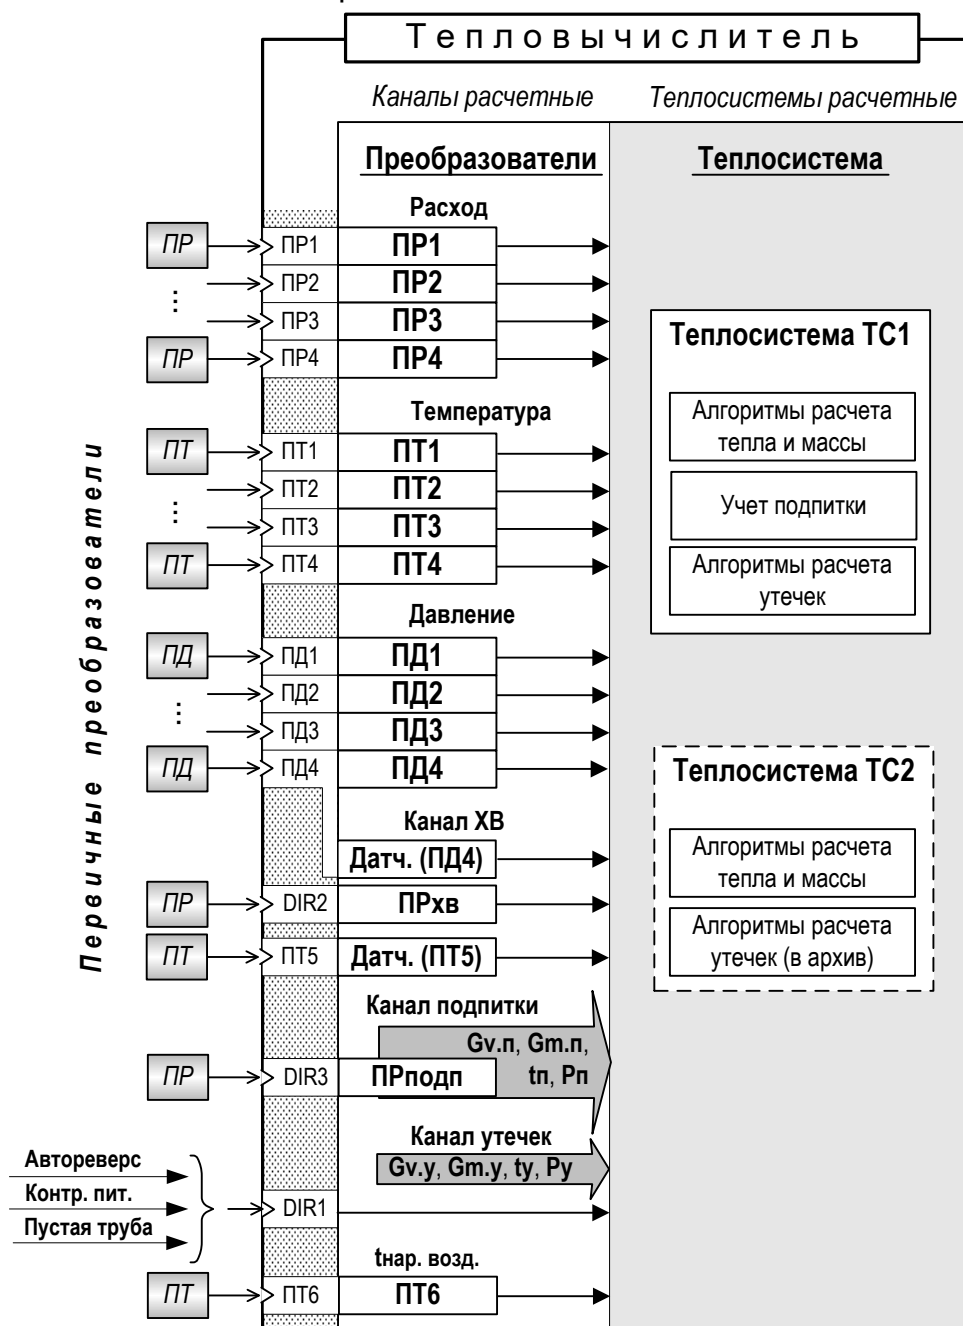 Тепловычислитель
Каналы расчетные
Теплосистемы расчетные
Преобразователи
Теплосистема
Расход
ПР
ПР1
ПР1
ПР2
ПР2
...
ПР3
ПР3
ПР
ПР4
ПР4
Температура
ПТ
ПТ1
ПТ1
ПТ2
ПТ2
...
ПТ3
ПТ3
ПТ
ПТ4
ПТ4
Давление
ПД
ПД1
ПД1
ПД2
ПД2
...
ПД3
ПД3
ПД
ПД4
ПД4
Канал ХВ
Датч. (ПД4)
ПР
DIR2
ПРхв
ПТ
ПТ5
Датч. (ПТ5)
Канал подпитки
Gv.п, Gm.п,
tп, Pп
ПР
DIR3
ПРподп
Канал утечек
Gv.y, Gm.y, ty, Py
Автореверс
Контр. пит.
Пустая труба
DIR1
tнар. возд.
ПТ
ПТ6
ПТ6
Первичные преобразователи
Теплосистема ТС1
Алгоритмы расчета
тепла и массы
Учет подпитки
Алгоритмы расчета
утечек
Теплосистема ТС2
Алгоритмы расчета
тепла и массы
Алгоритмы расчета
утечек (в архив)